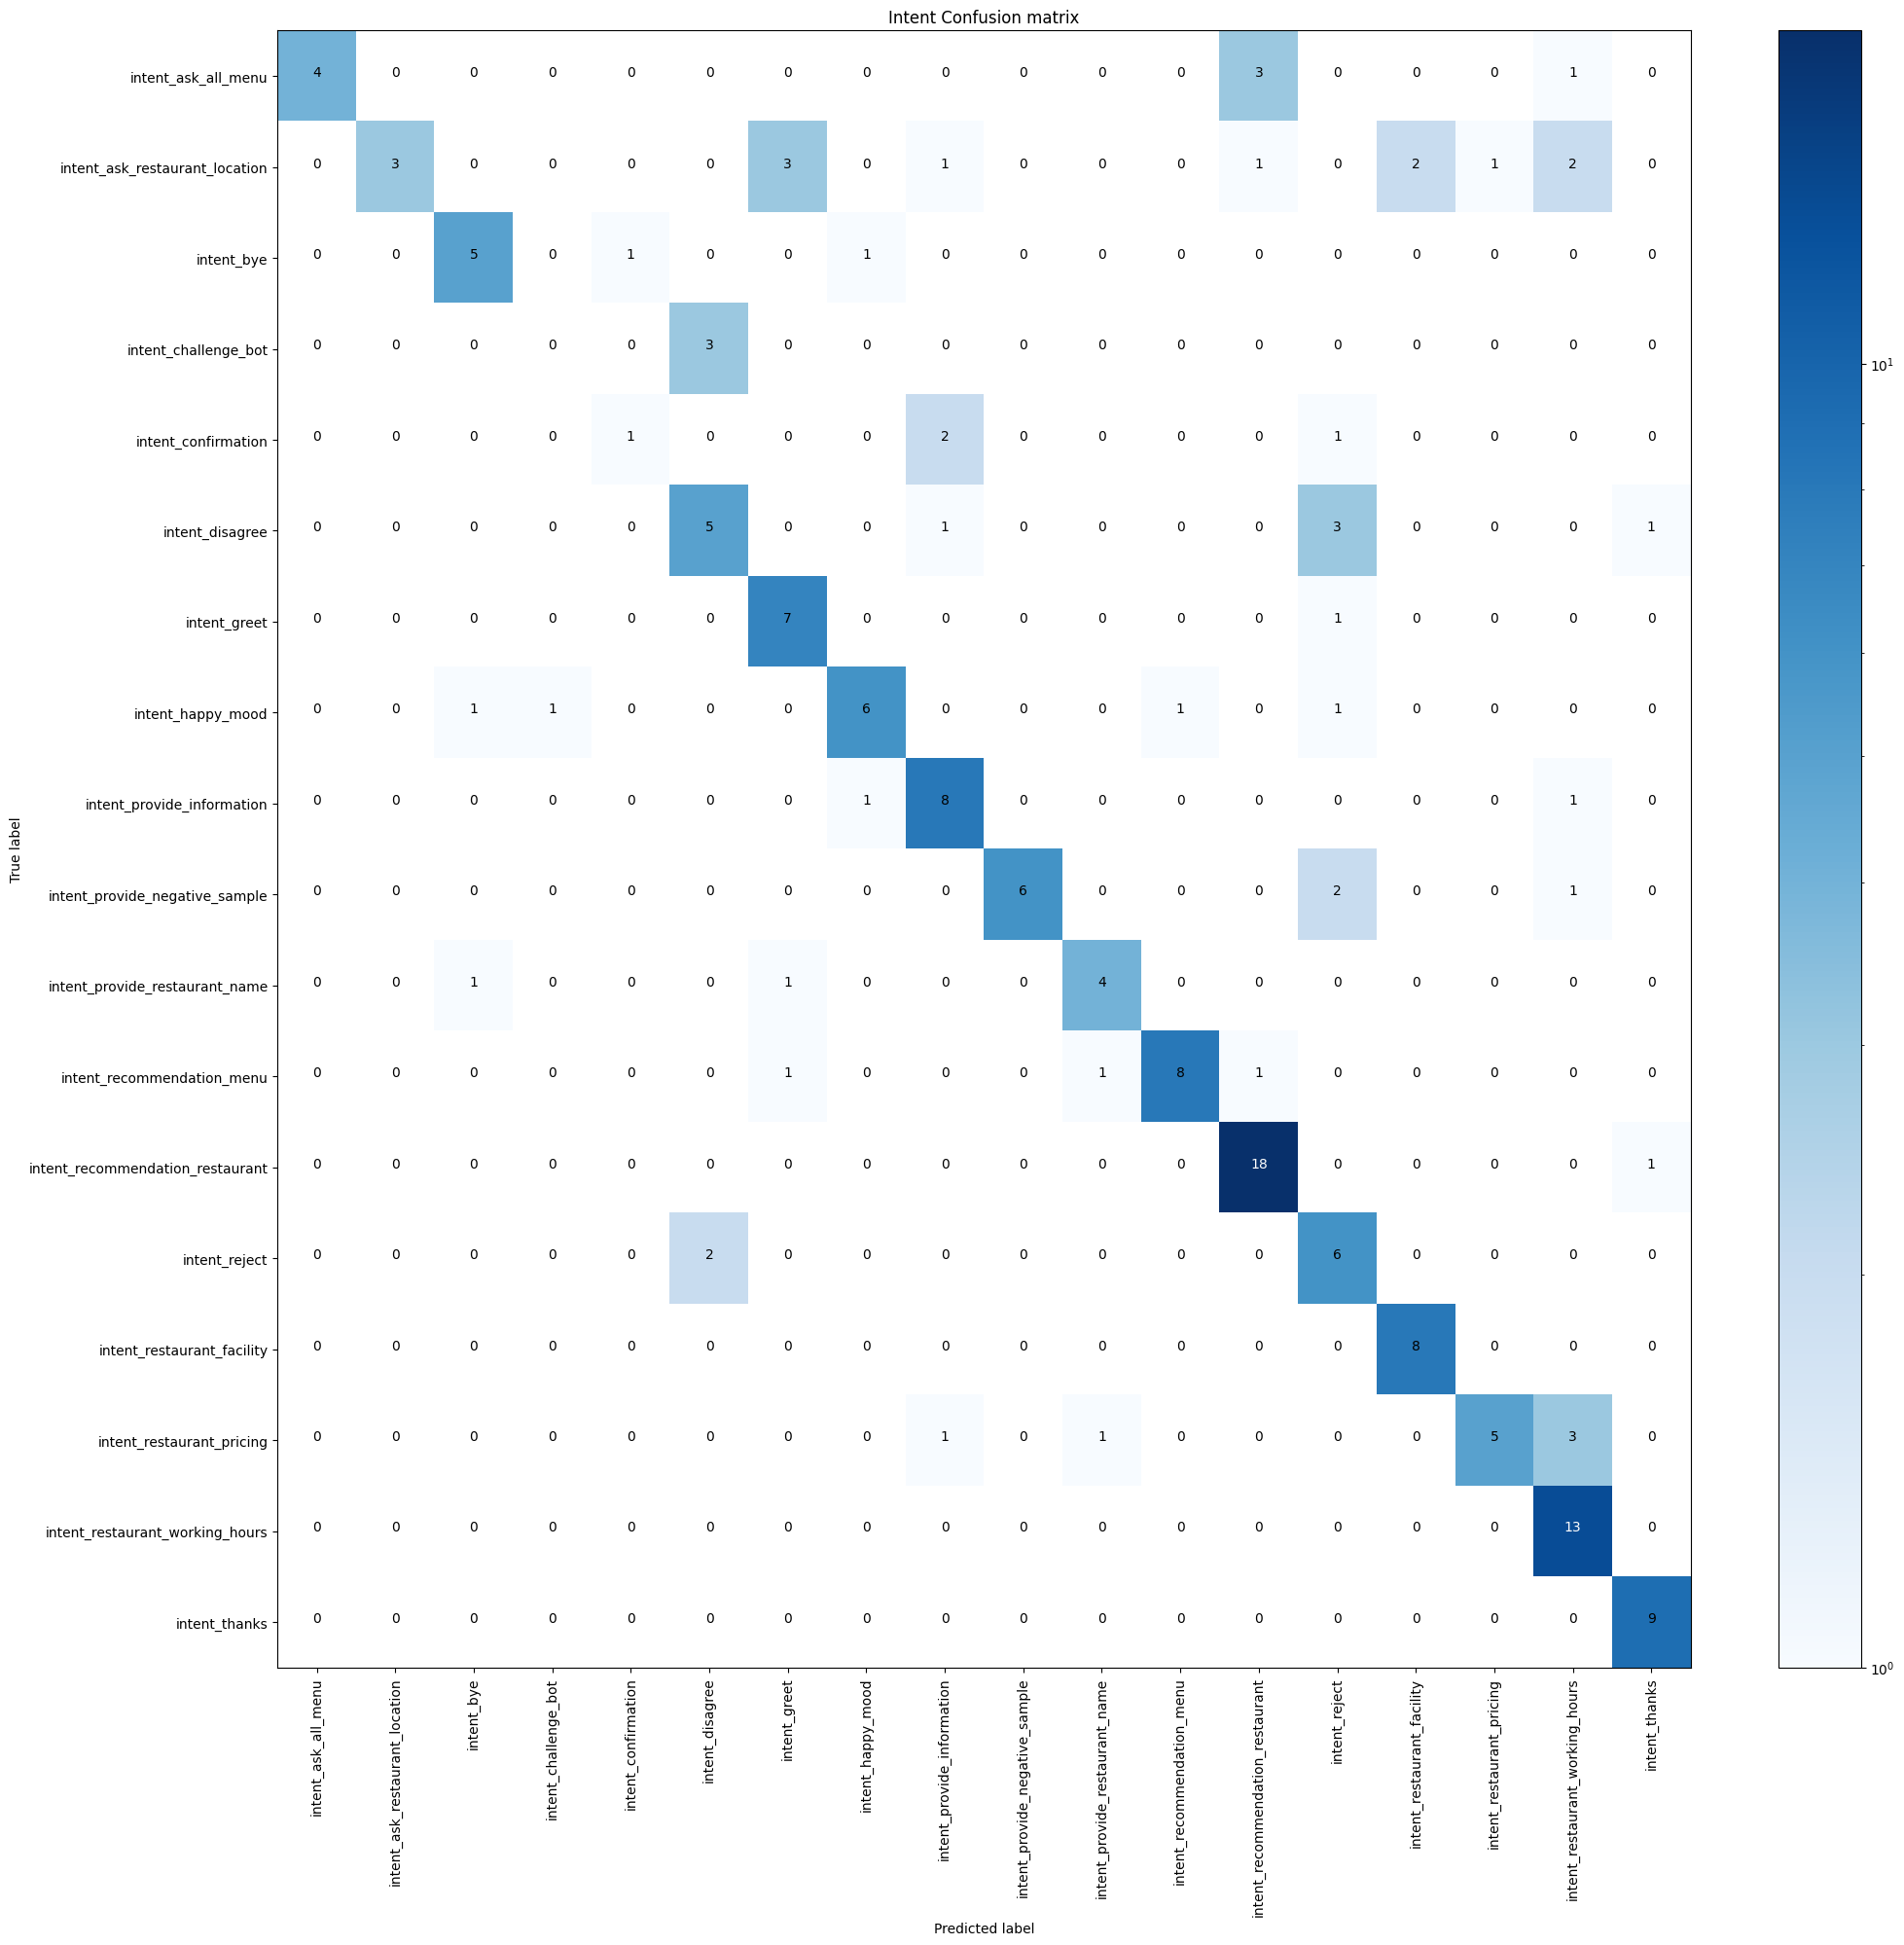 Intent Confusion matrix
intent_ask_all_menu 4 0 0 0 0 0 0 0 0 0 0 0 3 0 0 0 1 0
intent_ask_restaurant_location 0 3 0 0 0 0 3 0 1 0 0 0 1 0 2 1 2 0
intent_bye 0 0 5 0 1 0 0 1 0 0 0 0 0 0 0 0 0 0
intent_challenge_bot 0 0 0 0 0 3 0 0 0 0 0 0 0 0 0 0 0 0
intent_confirmation 0 0 0 0 1 0 0 0 2 0 0 0 0 1 0 0 0 0
intent_disagree 0 0 0 0 0 5 0 0 1 0 0 0 0 3 0 0 0 1
intent_greet 0 0 0 0 0 0 7 0 0 0 0 0 0 1 0 0 0 0
intent_happy_mood 0 0 1 1 0 0 0 6 0 0 0 1 0 1 0 0 0 0
intent_provide_information 0 0 0 0 0 0 0 1 8 0 0 0 0 0 0 0 1 0
intent_provide_negative_sample 0 0 0 0 0 0 0 0 0 6 0 0 0 2 0 0 1 0
intent_provide_restaurant_name 0 0 1 0 0 0 1 0 0 0 4 0 0 0 0 0 0 0
intent_recommendation_menu 0 0 0 0 0 0 1 0 0 0 1 8 1 0 0 0 0 0
intent_recommendation_restaurant 0 0 0 0 0 0 0 0 0 0 0 0 18 0 0 0 0 1
intent_reject 0 0 0 0 0 2 0 0 0 0 0 0 0 6 0 0 0 0
intent_restaurant_facility 0 0 0 0 0 0 0 0 0 0 0 0 0 0 8 0 0 0
intent_restaurant_pricing 0 0 0 0 0 0 0 0 1 0 1 0 0 0 0 5 3 0
intent_restaurant_working_hours 0 0 0 0 0 0 0 0 0 0 0 0 0 0 0 0 13 0
intent_thanks 0 0 0 0 0 0 0 0 0 0 0 0 0 0 0 0 0 9
True label
intent_ask_all_menu
intent_ask_restaurant_location
intent_bye
intent_challenge_bot
intent_confirmation
intent_disagree
intent_greet
intent_happy_mood
intent_provide_information
intent_provide_negative_sample
intent_provide_restaurant_name
intent_recommendation_menu
intent_recommendation_restaurant
intent_reject
intent_restaurant_facility
intent_restaurant_pricing
intent_restaurant_working_hours
intent_thanks
Predicted label
10¹
10⁰